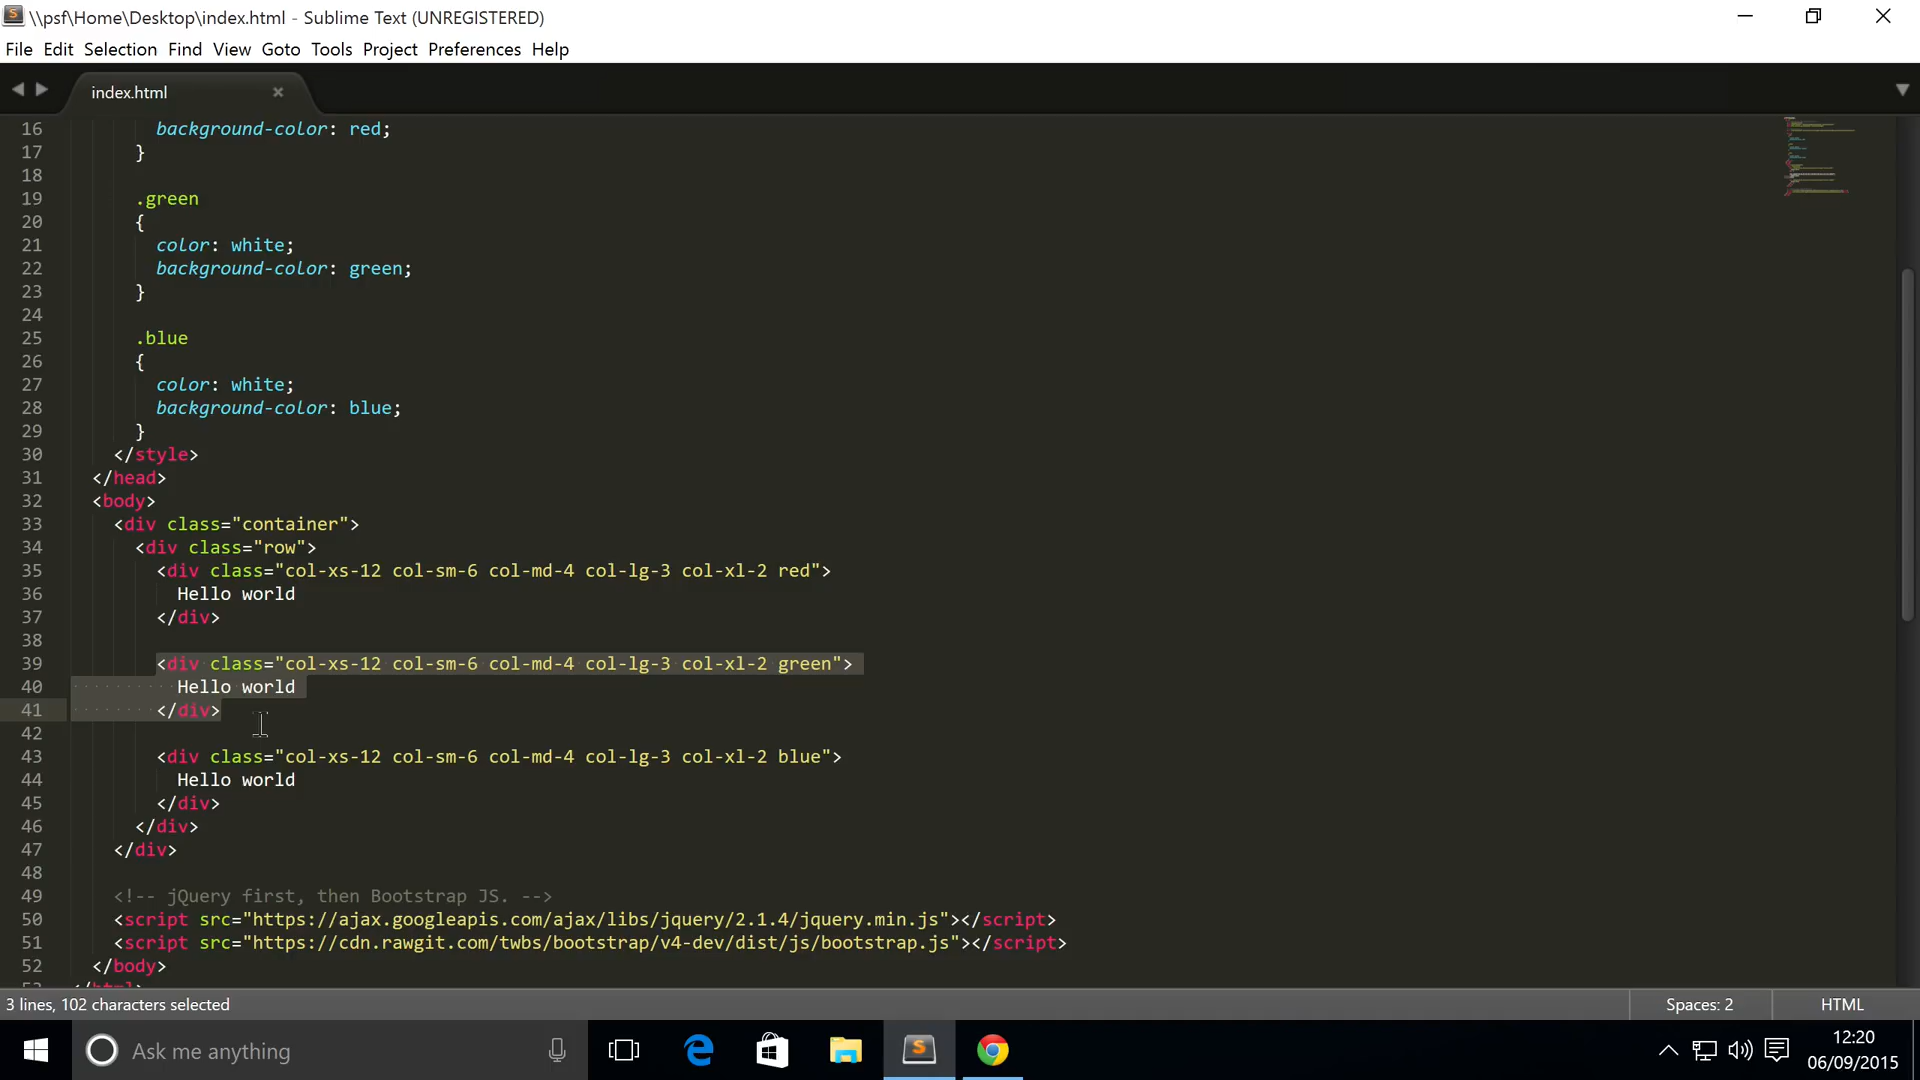 \\psf\Home\Desktop\index.html - Sublime Text (UNREGISTERED)
File Edit Selection Find View Goto Tools Project Preferences Help
index.html
16 background-color: red;
17 }
18
19 .green
20 {
21 color: white;
22 background-color: green;
23 }
24
25 .blue
26 {
27 color: white;
28 background-color: blue;
29 }
30 </style>
31 </head>
32 <body>
33 <div class="container">
34 <div class="row">
35 <div class="col-xs-12 col-sm-6 col-md-4 col-lg-3 col-xl-2 red">
36 Hello world
37 </div>
38
39 <div class="col-xs-12 col-sm-6 col-md-4 col-lg-3 col-xl-2 green">
40 Hello world
41 </div>
42
43 <div class="col-xs-12 col-sm-6 col-md-4 col-lg-3 col-xl-2 blue">
44 Hello world
45 </div>
46 </div>
47 </div>
48
49 <!-- jQuery first, then Bootstrap JS. -->
50 <script src="https://ajax.googleapis.com/ajax/libs/jquery/2.1.4/jquery.min.js"></script>
51 <script src="https://cdn.rawgit.com/twbs/bootstrap/v4-dev/dist/js/bootstrap.js"></script>
52 </body>
3 lines, 102 characters selected
Spaces: 2
HTML
Ask me anything
12:20
06/09/2015